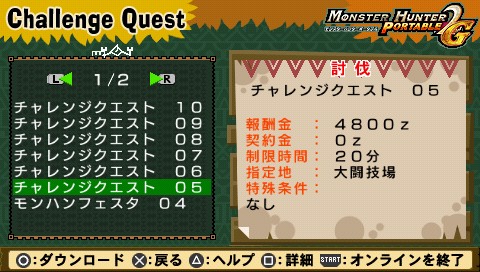 Challenge Quest
MONSTER HUNTER
PORTABLE 2nd G
L 1/2 R
チャレンジクエスト 10
チャレンジクエスト 09
チャレンジクエスト 08
チャレンジクエスト 07
チャレンジクエスト 06
チャレンジクエスト 05
モンハンフェスタ 04
討伐
チャレンジクエスト 05
報酬金 : 4800z
契約金 : 0z
制限時間 : 20分
指定地 : 大闘技場
特殊条件 :
なし
◯:ダウンロード ✕:戻る △:ヘルプ □:詳細 START:オンラインを終了